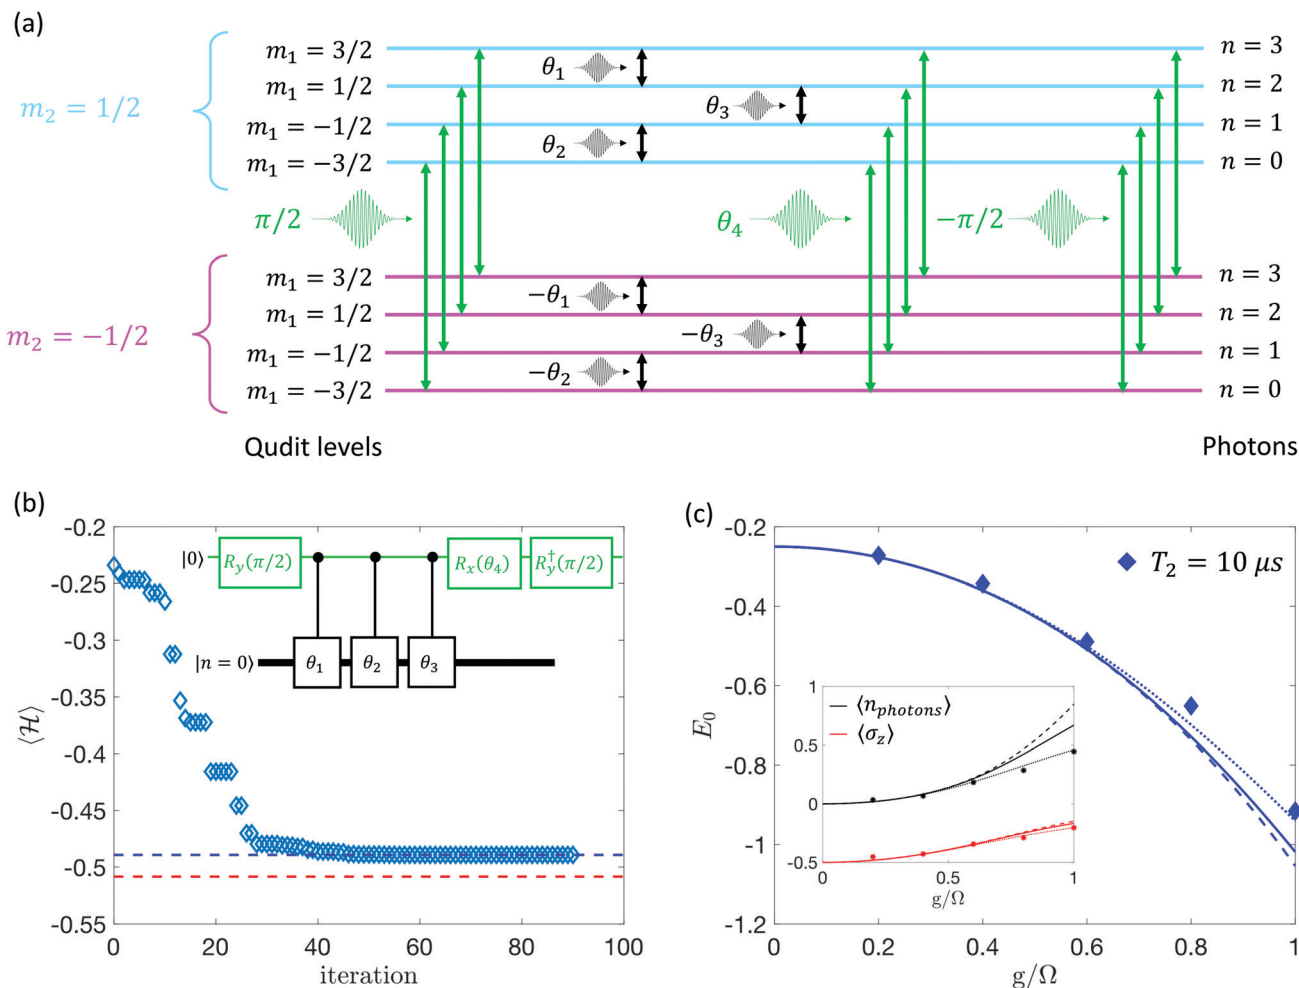 (a)
m₁ = 3/2
n = 3
θ₁
m₁ = 1/2
n = 2
m₂ = 1/2
θ₃
m₁ = −1/2
n = 1
θ₂
m₁ = −3/2
n = 0
π/2
θ₄
−π/2
m₁ = 3/2
n = 3
−θ₁
m₁ = 1/2
n = 2
m₂ = −1/2
−θ₃
m₁ = −1/2
n = 1
−θ₂
m₁ = −3/2
n = 0
Qudit levels
Photons
(b)
-0.2
-0.25
-0.3
-0.35
-0.4
-0.45
-0.5
-0.55
⟨ℋ⟩
|0⟩
R_y(π/2)
R_x(θ₄)
R_y^†(π/2)
|n = 0⟩
θ₁
θ₂
θ₃
0
20
40
60
80
100
iteration
(c)
-0.2
-0.4
-0.6
-0.8
-1
-1.2
E₀
T₂ = 10 μs
1
0.5
0
-0.5
⟨n_photons⟩
⟨σ_z⟩
0
0.5
1
g/Ω
0
0.2
0.4
0.6
0.8
1
g/Ω